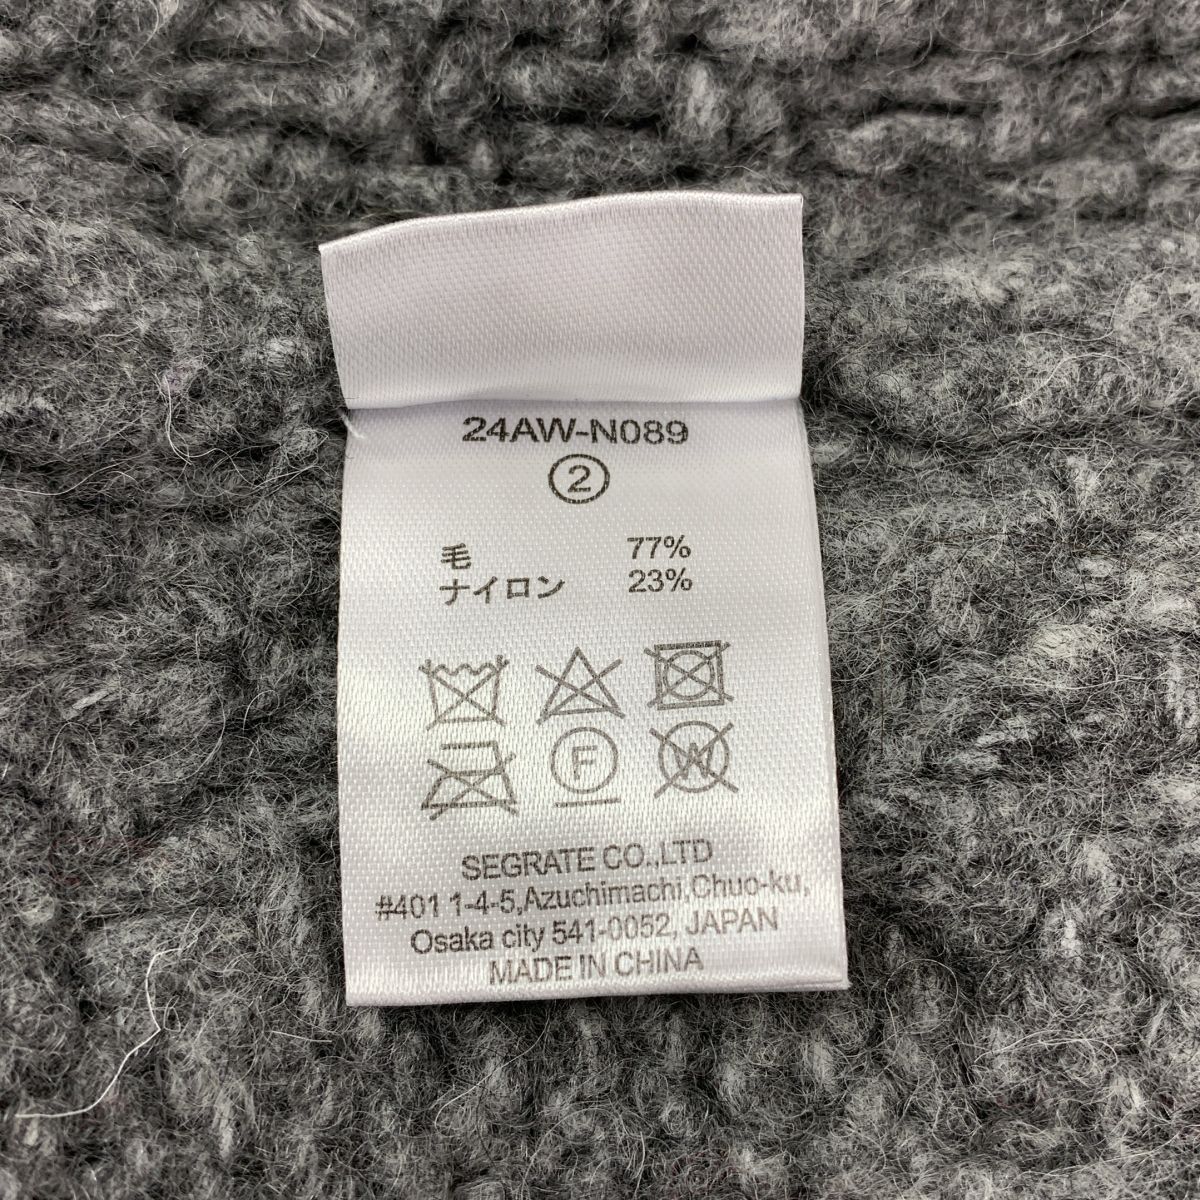 24AW-N089
②
毛 77%
ナイロン 23%
F W
SEGRATE CO.,LTD
#401 1-4-5,Azuchimachi,Chuo-ku,
Osaka city 541-0052, JAPAN
MADE IN CHINA